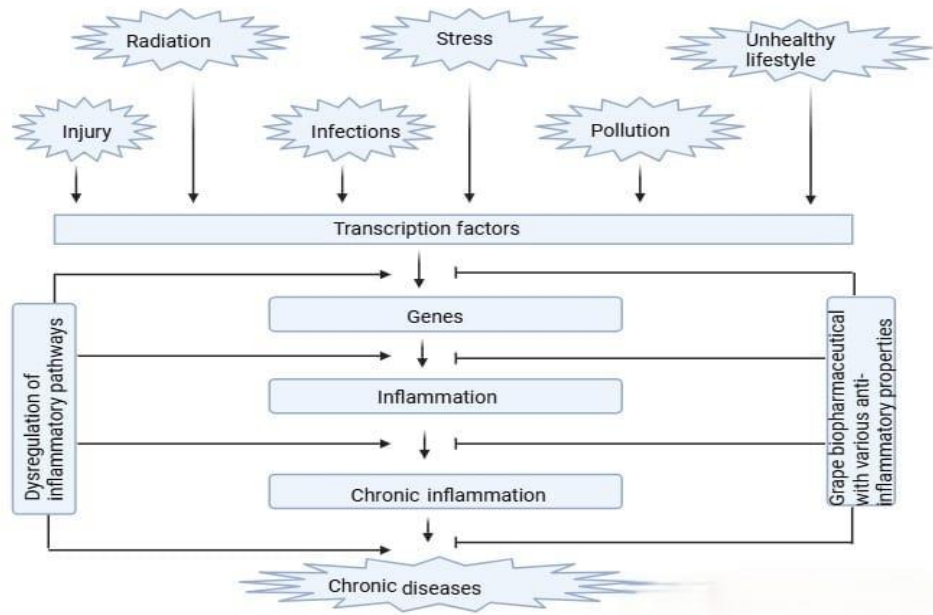 Radiation
Stress
Unhealthy
lifestyle
Injury
Infections
Pollution
Transcription factors
Genes
Inflammation
Chronic inflammation
Chronic diseases
Dysregulation of
inflammatory pathways
Grape biopharmaceutical
with various anti-
inflammatory properties